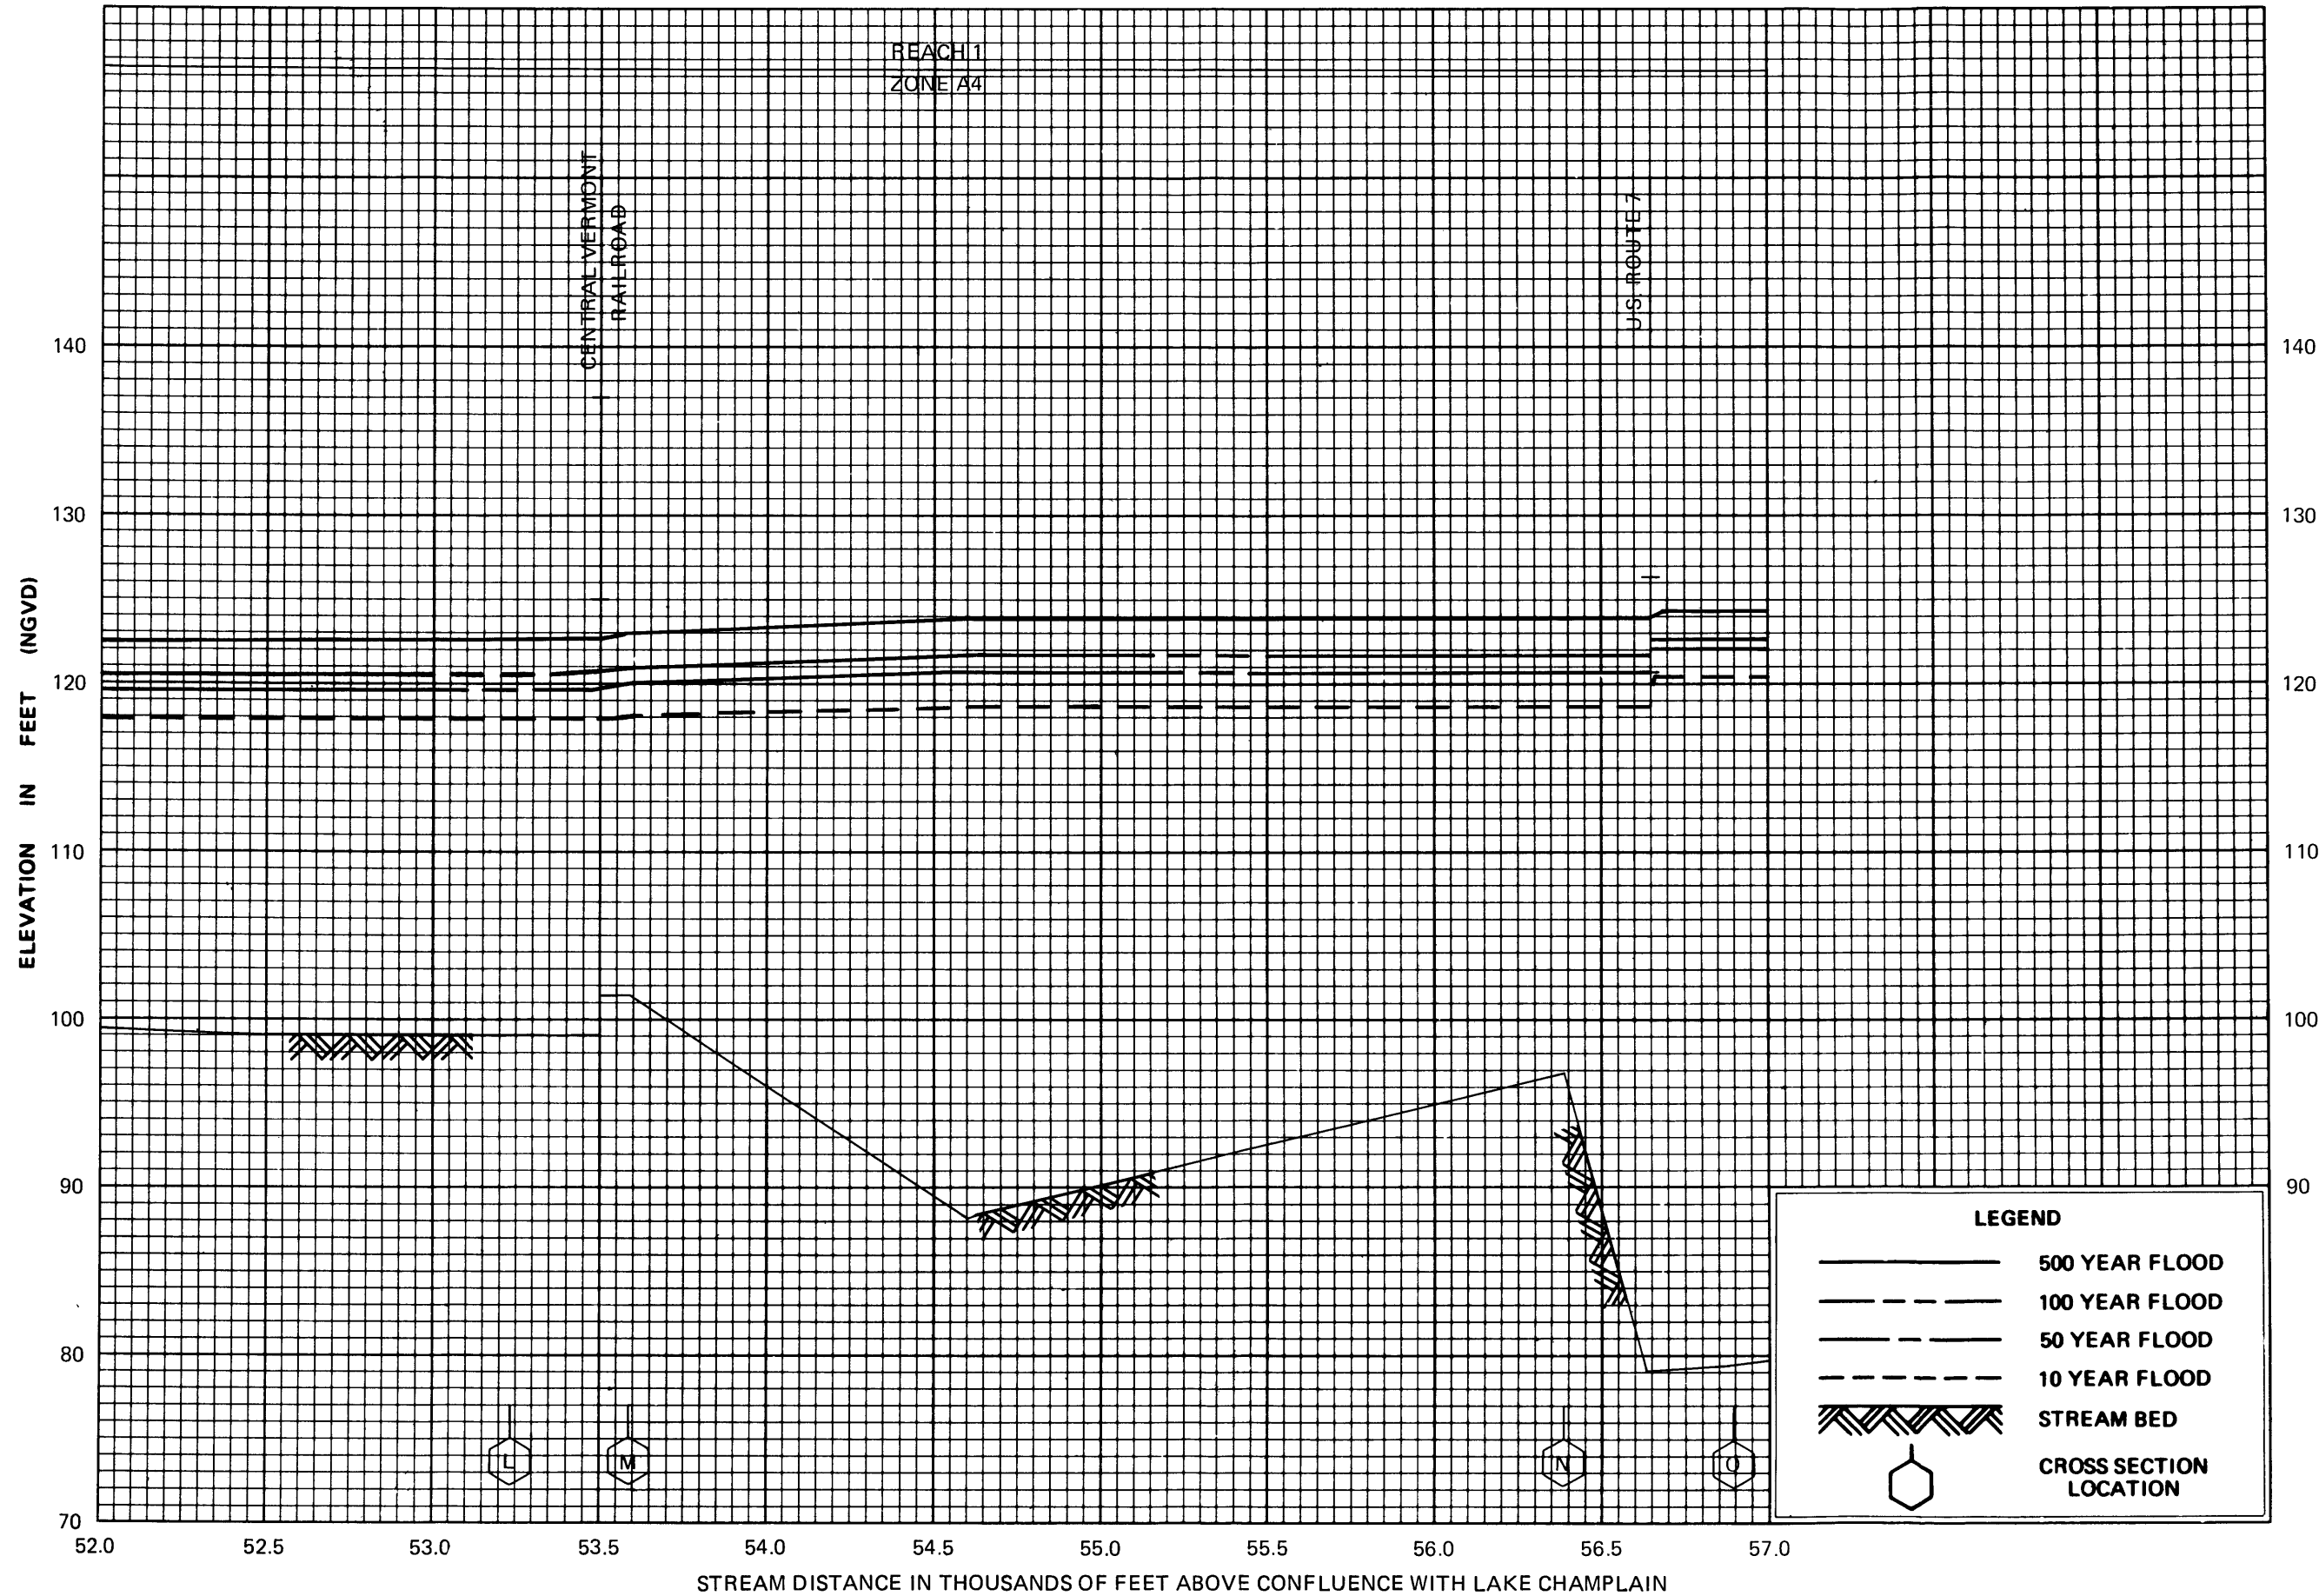 REACH 1
ZONE A4
CENTRAL VERMONT
RAILROAD
U.S. ROUTE 7
140
130
120
110
100
90
80
70
140
130
120
110
100
90
ELEVATION IN FEET (NGVD)
L
M
N
O
LEGEND
500 YEAR FLOOD
100 YEAR FLOOD
50 YEAR FLOOD
10 YEAR FLOOD
STREAM BED
CROSS SECTION
LOCATION
52.0 52.5 53.0 53.5 54.0 54.5 55.0 55.5 56.0 56.5 57.0
STREAM DISTANCE IN THOUSANDS OF FEET ABOVE CONFLUENCE WITH LAKE CHAMPLAIN